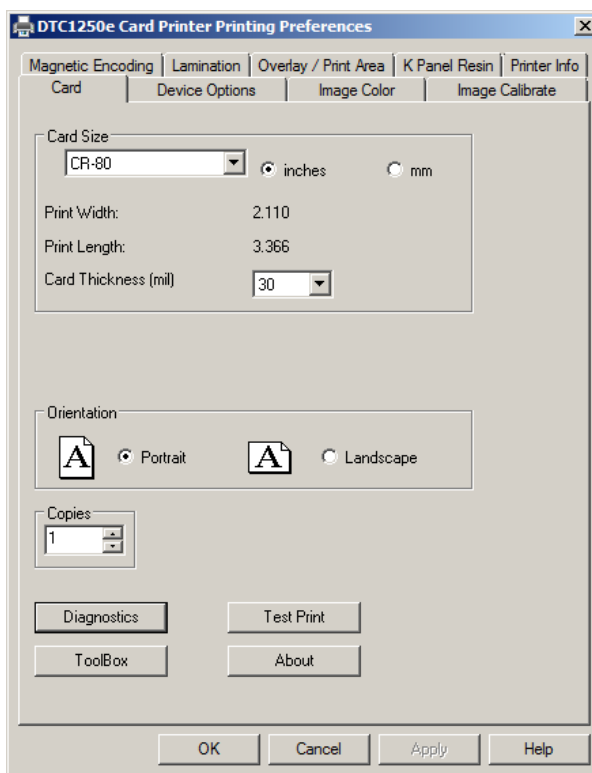 DTC1250e Card Printer Printing Preferences
Magnetic Encoding Lamination Overlay / Print Area K Panel Resin Printer Info
Card Device Options Image Color Image Calibrate
Card Size
CR-80 inches mm
Print Width: 2.110
Print Length: 3.366
Card Thickness (mil) 30
Orientation
A Portrait A Landscape
Copies
1
Diagnostics Test Print
ToolBox About
OK Cancel Apply Help